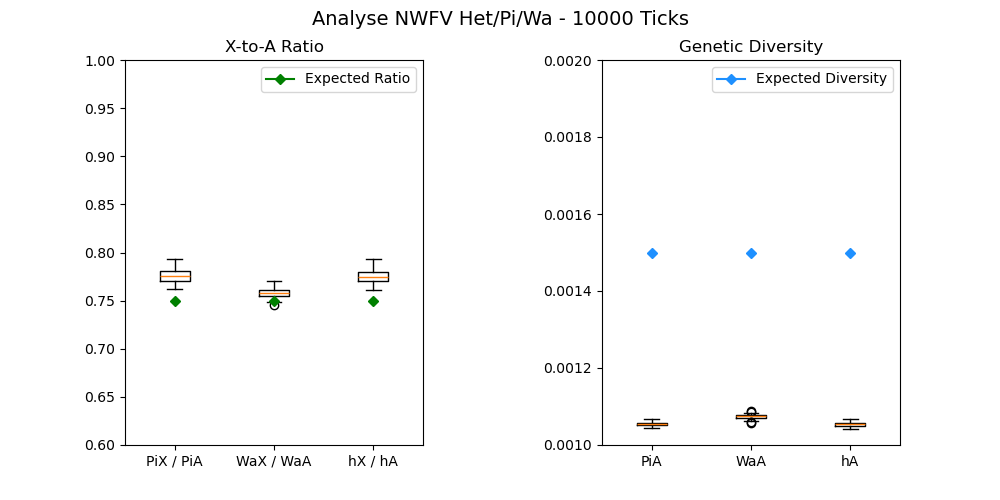 Analyse NWFV Het/Pi/Wa - 10000 Ticks
X-to-A Ratio
Expected Ratio
1.00
0.95
0.90
0.85
0.80
0.75
0.70
0.65
0.60
PiX / PiA
WaX / WaA
hX / hA
Genetic Diversity
Expected Diversity
0.0020
0.0018
0.0016
0.0014
0.0012
0.0010
PiA
WaA
hA